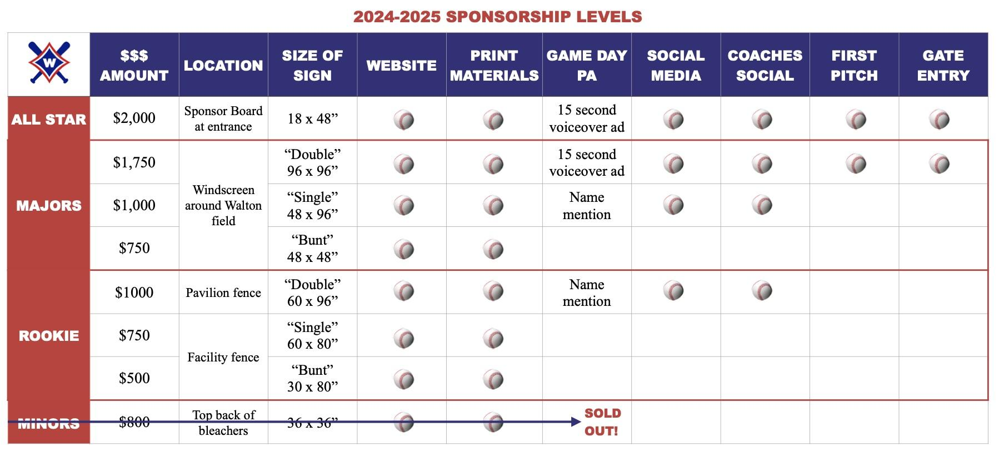 2024-2025 SPONSORSHIP LEVELS
W
$$$
AMOUNT
LOCATION
SIZE OF
SIGN
WEBSITE
PRINT
MATERIALS
GAME DAY
PA
SOCIAL
MEDIA
COACHES
SOCIAL
FIRST
PITCH
GATE
ENTRY
ALL STAR
$2,000
Sponsor Board
at entrance
18 x 48”
15 second
voiceover ad
MAJORS
$1,750
Windscreen
around Walton
field
“Double”
96 x 96”
15 second
voiceover ad
$1,000
“Single”
48 x 96”
Name
mention
$750
“Bunt”
48 x 48”
ROOKIE
$1000
Pavilion fence
“Double”
60 x 96”
Name
mention
$750
Facility fence
“Single”
60 x 80”
$500
“Bunt”
30 x 80”
MINORS
$800
Top back of
bleachers
36 x 36”
SOLD
OUT!